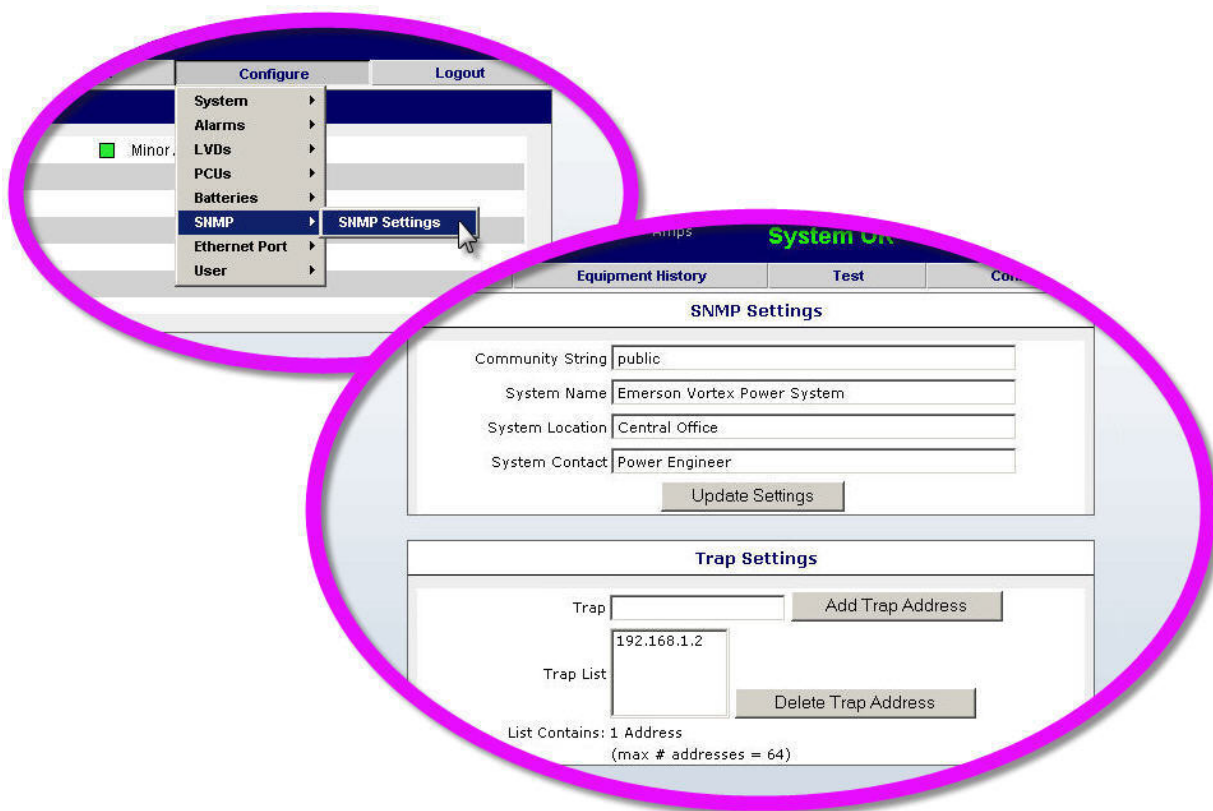 Configure Logout
System
Alarms
Minor. LVDs
PCUs
Batteries
SNMP SNMP Settings
Ethernet Port
User
Amps System OK
Equipment History Test
SNMP Settings
Community String public
System Name Emerson Vortex Power System
System Location Central Office
System Contact Power Engineer
Update Settings
Trap Settings
Trap Add Trap Address
192.168.1.2
Trap List
Delete Trap Address
List Contains: 1 Address
(max # addresses = 64)